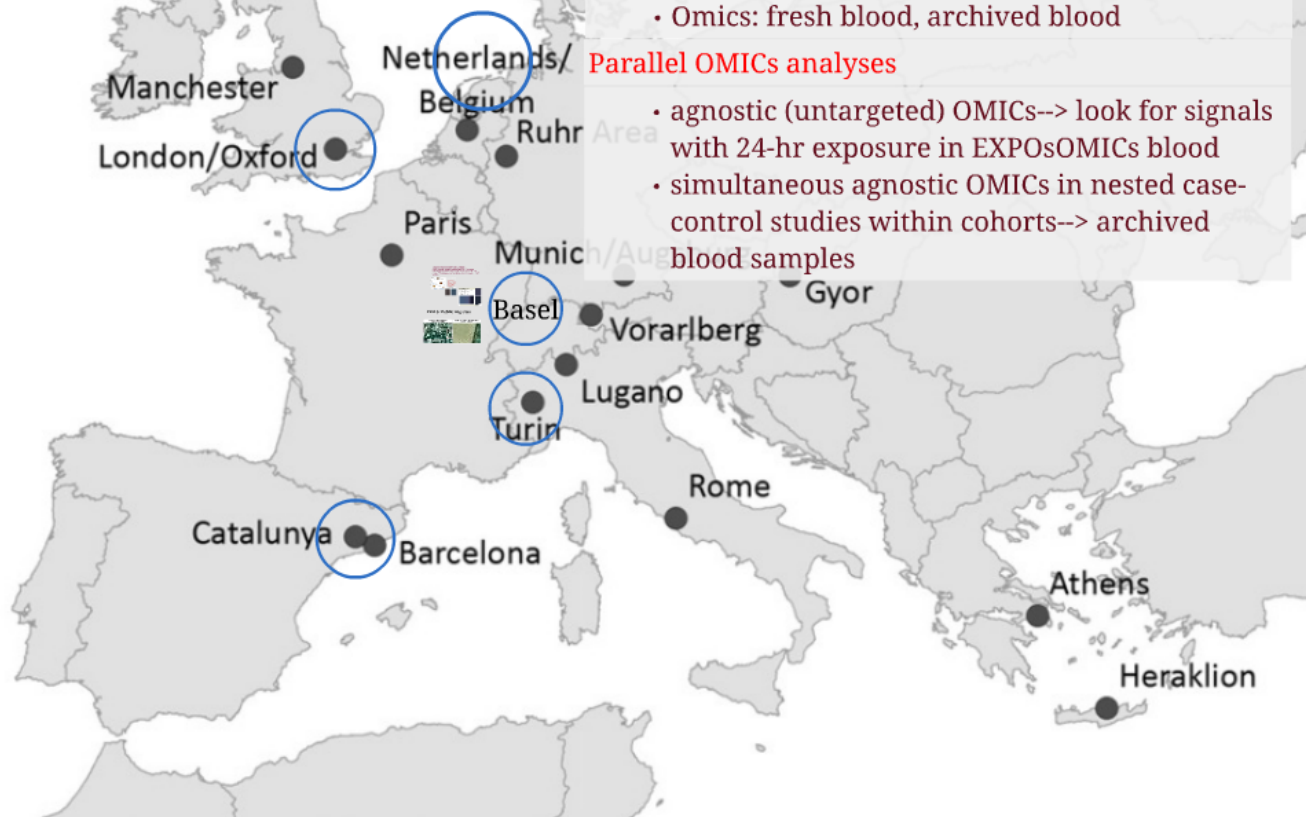 • Omics: fresh blood, archived blood
Parallel OMICs analyses
• agnostic (untargeted) OMICs--> look for signals
with 24-hr exposure in EXPOsOMICs blood
• simultaneous agnostic OMICs in nested case-
control studies within cohorts--> archived
blood samples
Netherlands/
Belgium
Manchester
London/Oxford
Ruhr Area
Paris
Munich/Augsburg
Gyor
Basel
Vorarlberg
Lugano
Turin
Rome
Catalunya
Barcelona
Athens
Heraklion